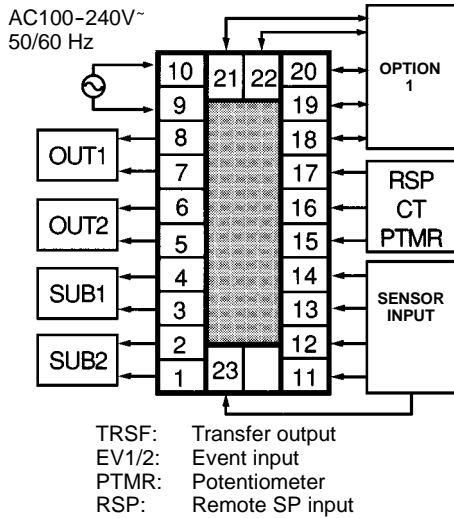 AC100-240V~
50/60 Hz
10 21 22 20
OPTION
1
9 19
8 18
OUT1
7 17
RSP
6 16
CT
OUT2
5 15
PTMR
4 14
SUB1
3 13
SENSOR
INPUT
2 12
SUB2
1 23 11
TRSF: Transfer output
EV1/2: Event input
PTMR: Potentiometer
RSP: Remote SP input